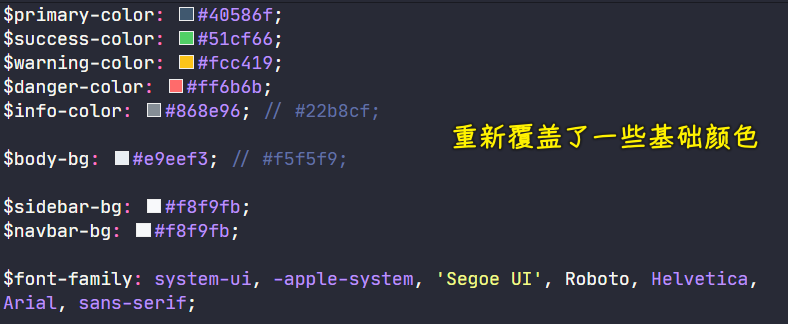 $primary-color: #40586f;
$success-color: #51cf66;
$warning-color: #fcc419;
$danger-color: #ff6b6b;
$info-color: #868e96; // #22b8cf;
重新覆盖了一些基础颜色
$body-bg: #e9eef3; // #f5f5f9;
$sidebar-bg: #f8f9fb;
$navbar-bg: #f8f9fb;
$font-family: system-ui, -apple-system, 'Segoe UI', Roboto, Helvetica,
Arial, sans-serif;